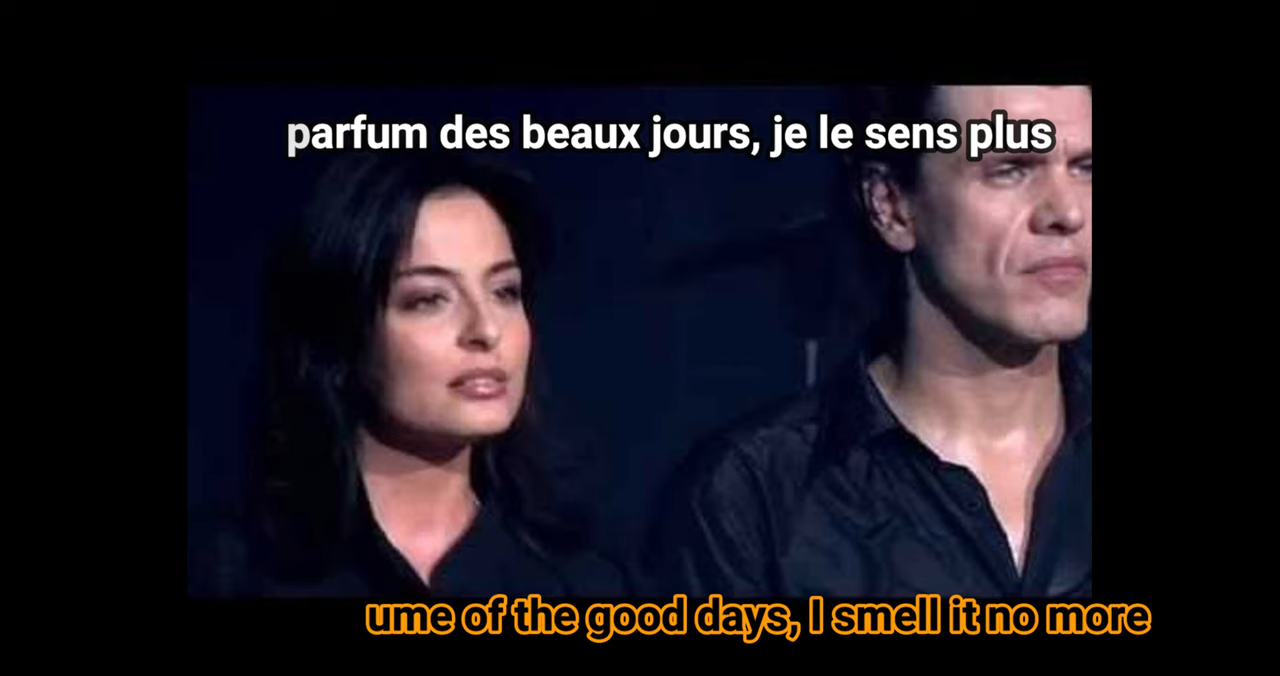 parfum des beaux jours, je le sens plus
ume of the good days, I smell it no more